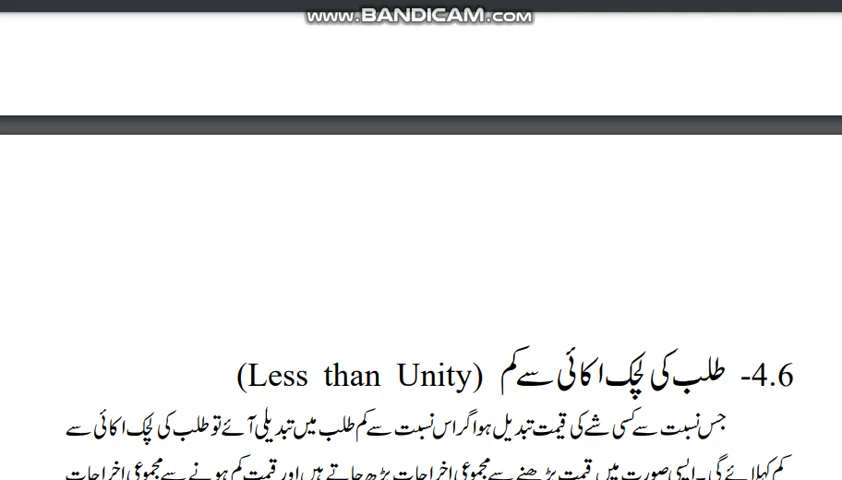 WWW.BANDICAM.COM
4.6- طلب کی لچک اکائی سے کم (Less than Unity)
جس نسبت سے کسی شے کی قیمت تبدیل ہو اگر اس نسبت سے کم طلب میں تبدیلی آئے تو طلب کی لچک اکائی سے
کم کہلائے گی۔ ایسی صورت میں قیمت بڑھنے سے مجموعی اخراجات بڑھ جاتے ہیں اور قیمت کم ہونے سے مجموعی اخراجات